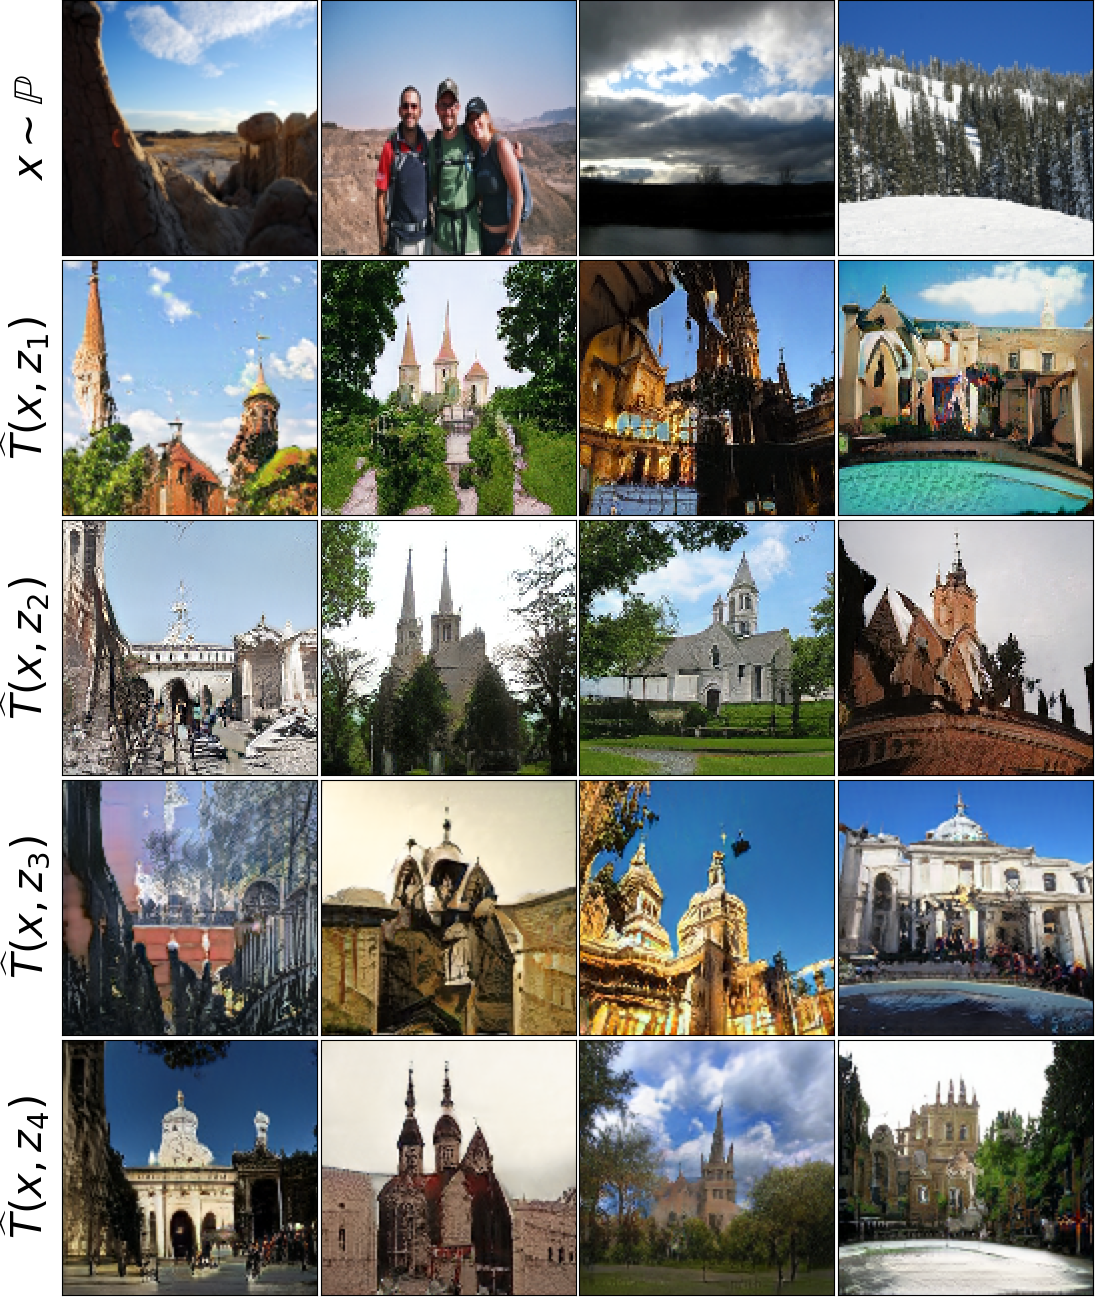 x ~ ℙ
T̂(x, z₁)
T̂(x, z₂)
T̂(x, z₃)
T̂(x, z₄)